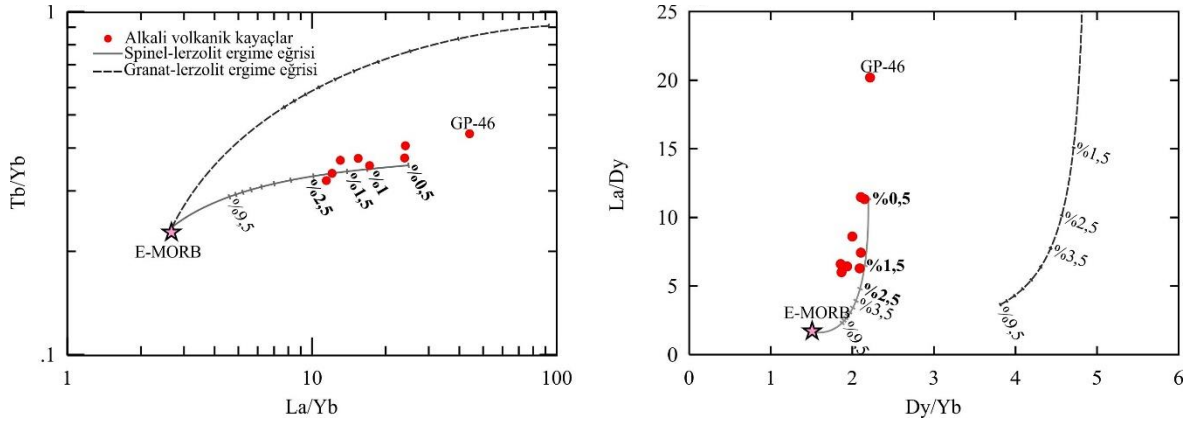 1
Alkali volkanik kayaçlar
Spinel-lerzolit ergime eğrisi
Granat-lerzolit ergime eğrisi
GP-46
Tb/Yb
%0,5
%1
%1,5
%2,5
%9,5
E-MORB
.1
1
10
100
La/Yb
25
20
15
10
5
0
La/Dy
GP-46
%0,5
%1,5
%2,5
%3,5
%9,5
E-MORB
%1,5
%2,5
%3,5
%9,5
0
1
2
3
4
5
6
Dy/Yb